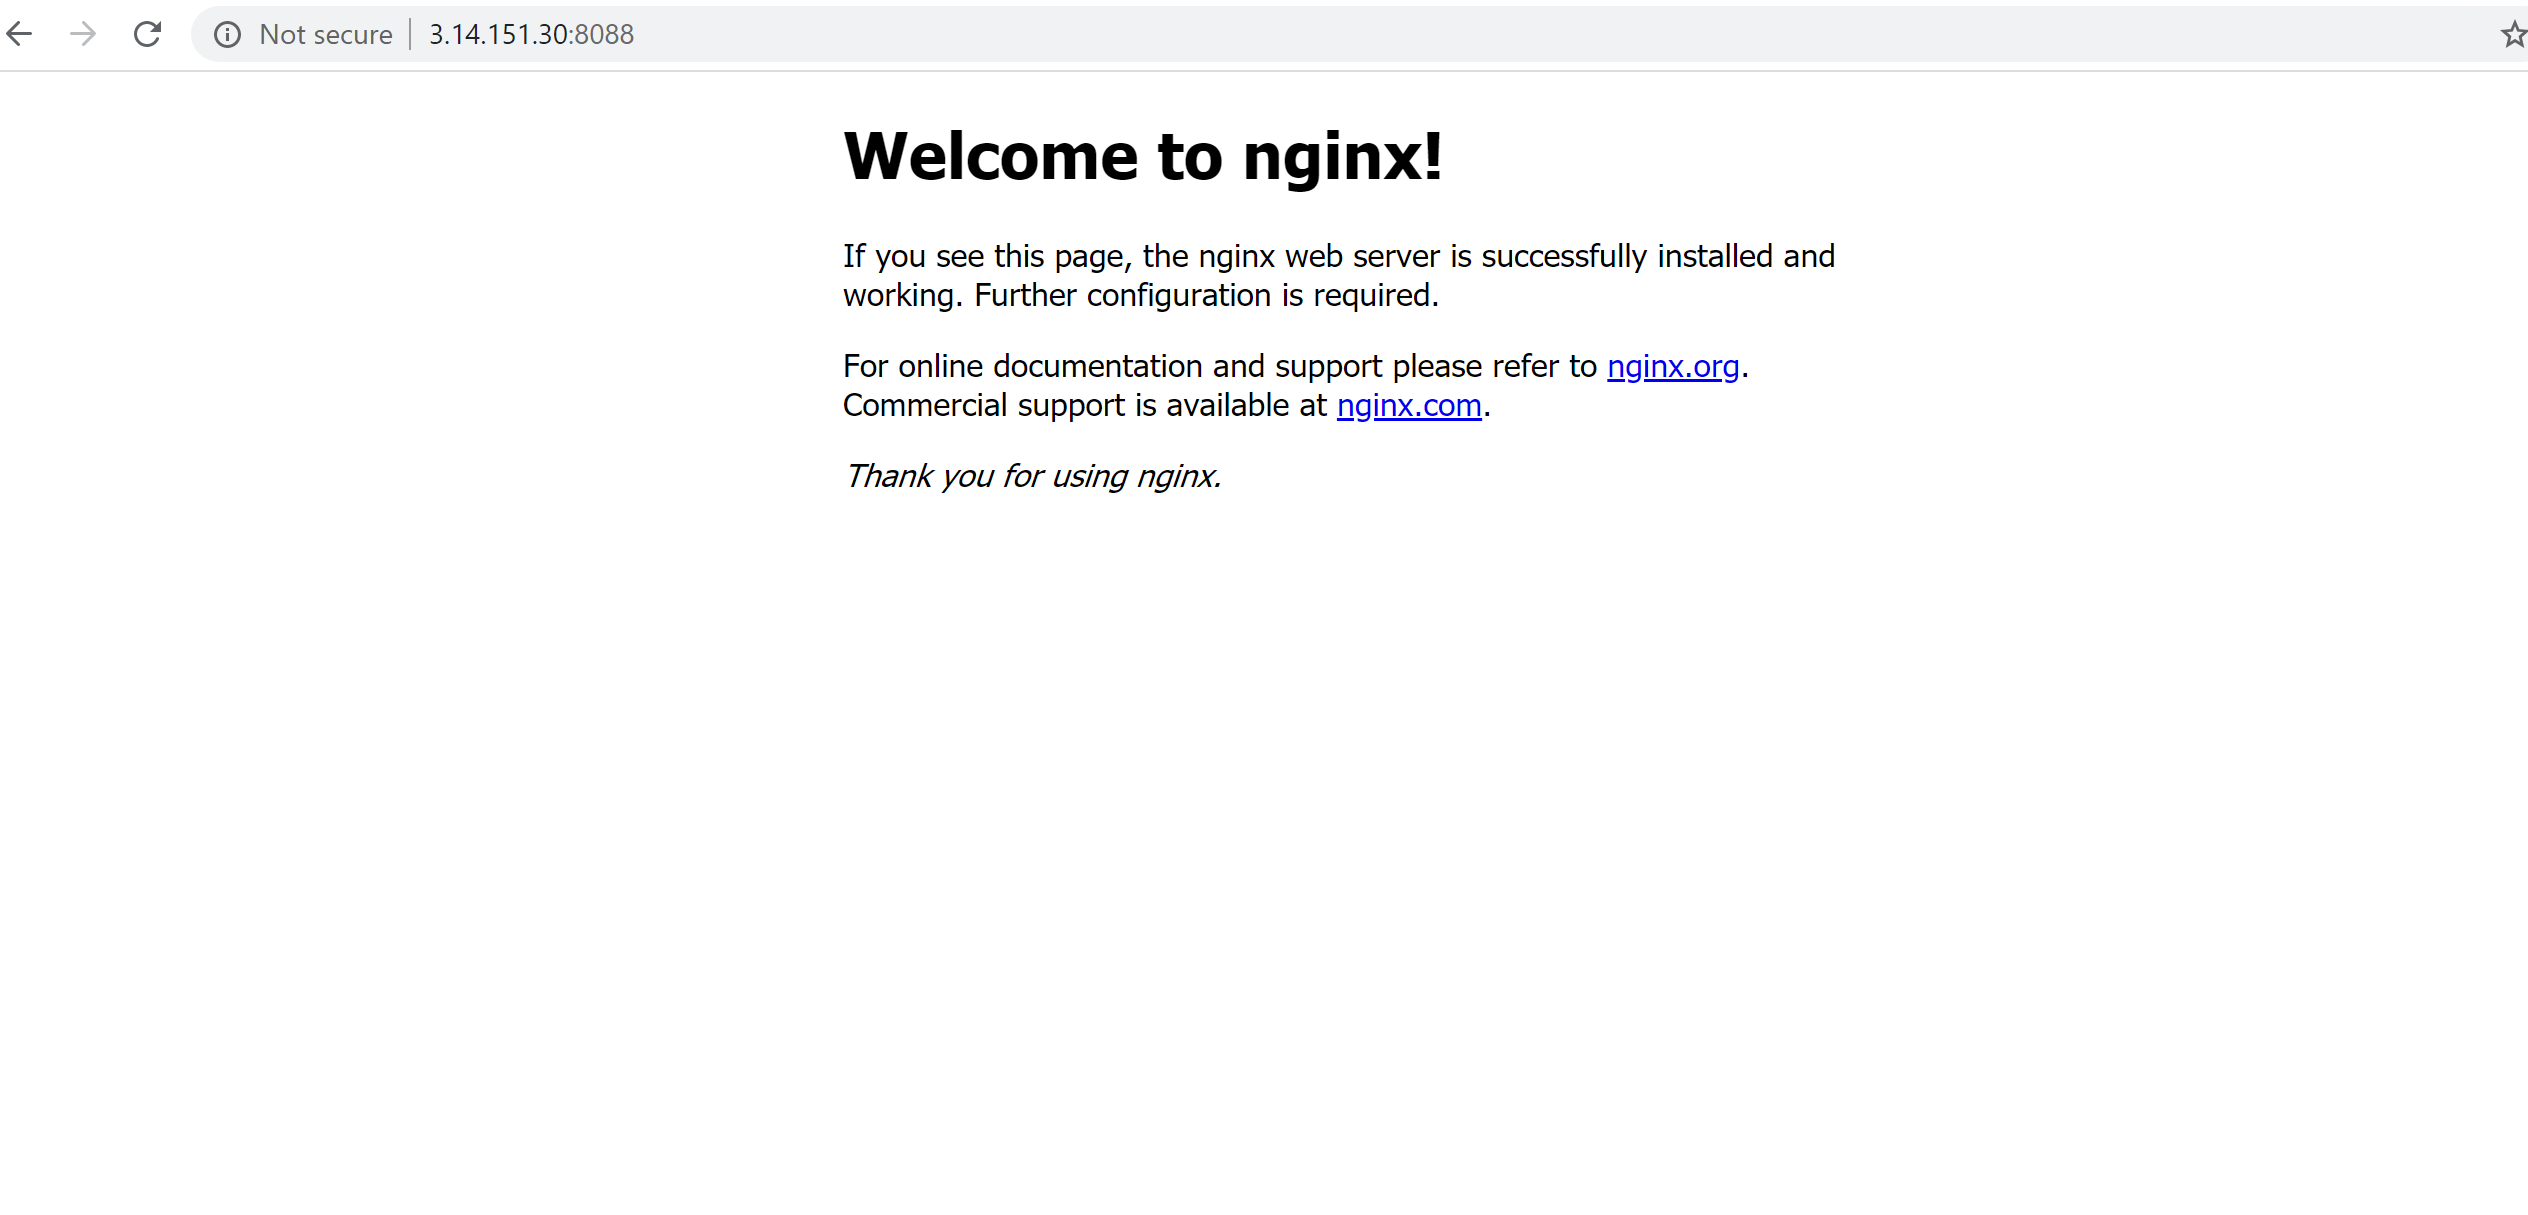 Not secure | 3.14.151.30:8088
Welcome to nginx!
If you see this page, the nginx web server is successfully installed and
working. Further configuration is required.
For online documentation and support please refer to nginx.org.
Commercial support is available at nginx.com.
Thank you for using nginx.